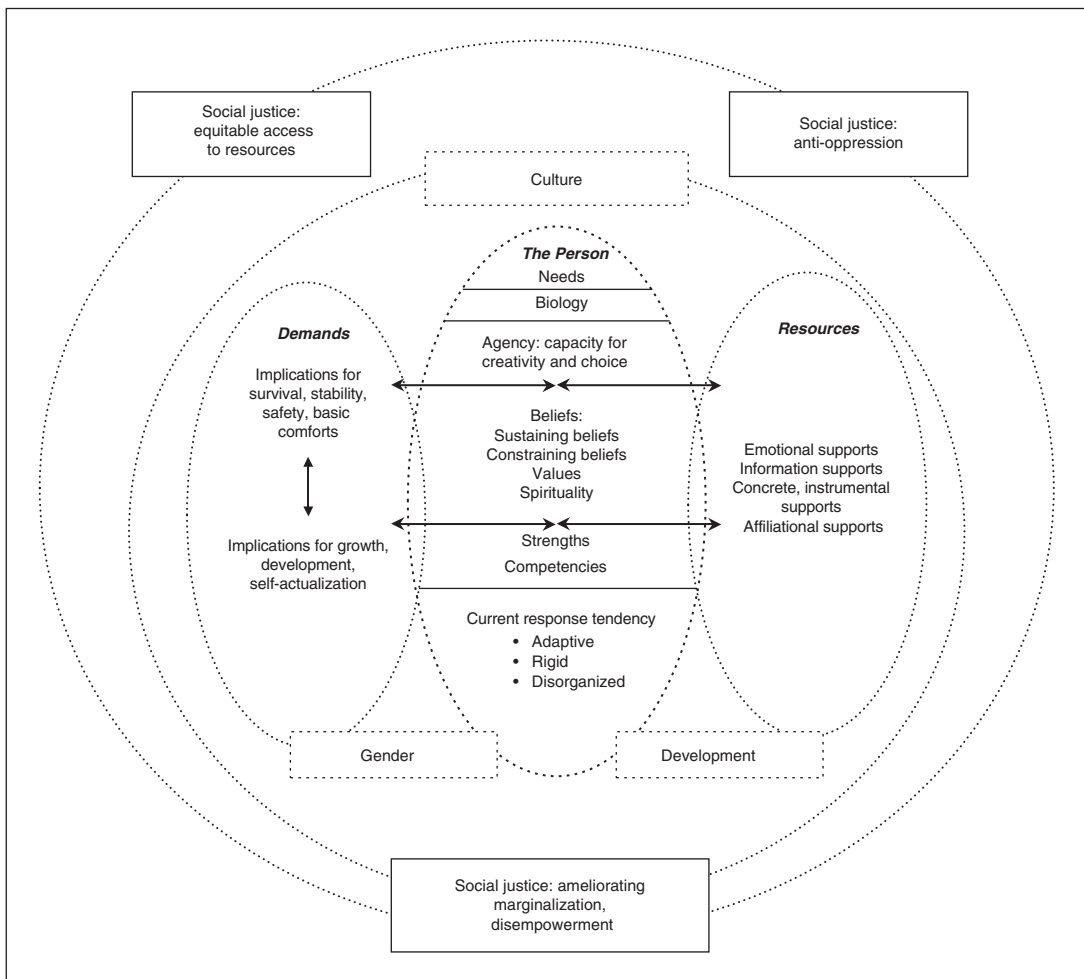 Social justice:
equitable access
to resources
Social justice:
anti-oppression
Culture
The Person
Needs
Biology
Agency: capacity for
creativity and choice
Beliefs:
Sustaining beliefs
Constraining beliefs
Values
Spirituality
Strengths
Competencies
Current response tendency
• Adaptive
• Rigid
• Disorganized
Demands
Implications for
survival, stability,
safety, basic
comforts
Implications for growth,
development,
self-actualization
Resources
Emotional supports
Information supports
Concrete, instrumental
supports
Affiliational supports
Gender
Development
Social justice: ameliorating
marginalization,
disempowerment